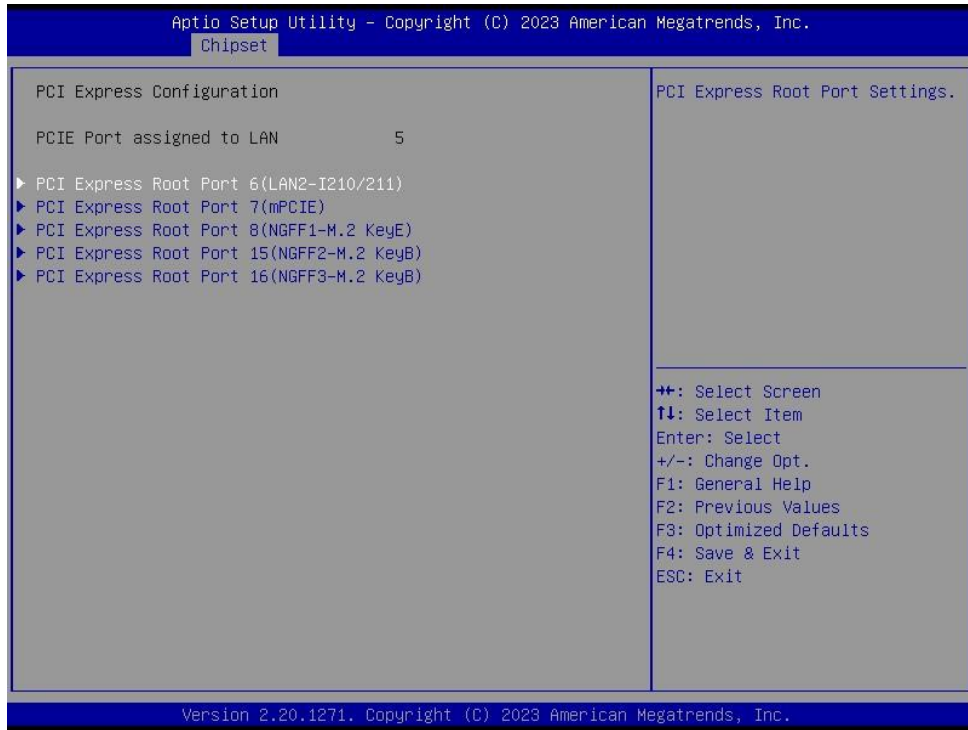 Aptio Setup Utility – Copyright (C) 2023 American Megatrends, Inc.
Chipset
PCI Express Configuration
PCIE Port assigned to LAN 5
▶ PCI Express Root Port 6(LAN2-I210/211)
▶ PCI Express Root Port 7(mPCIE)
▶ PCI Express Root Port 8(NGFF1-M.2 KeyE)
▶ PCI Express Root Port 15(NGFF2-M.2 KeyB)
▶ PCI Express Root Port 16(NGFF3-M.2 KeyB)
PCI Express Root Port Settings.
→←: Select Screen
↑↓: Select Item
Enter: Select
+/-: Change Opt.
F1: General Help
F2: Previous Values
F3: Optimized Defaults
F4: Save & Exit
ESC: Exit
Version 2.20.1271. Copyright (C) 2023 American Megatrends, Inc.